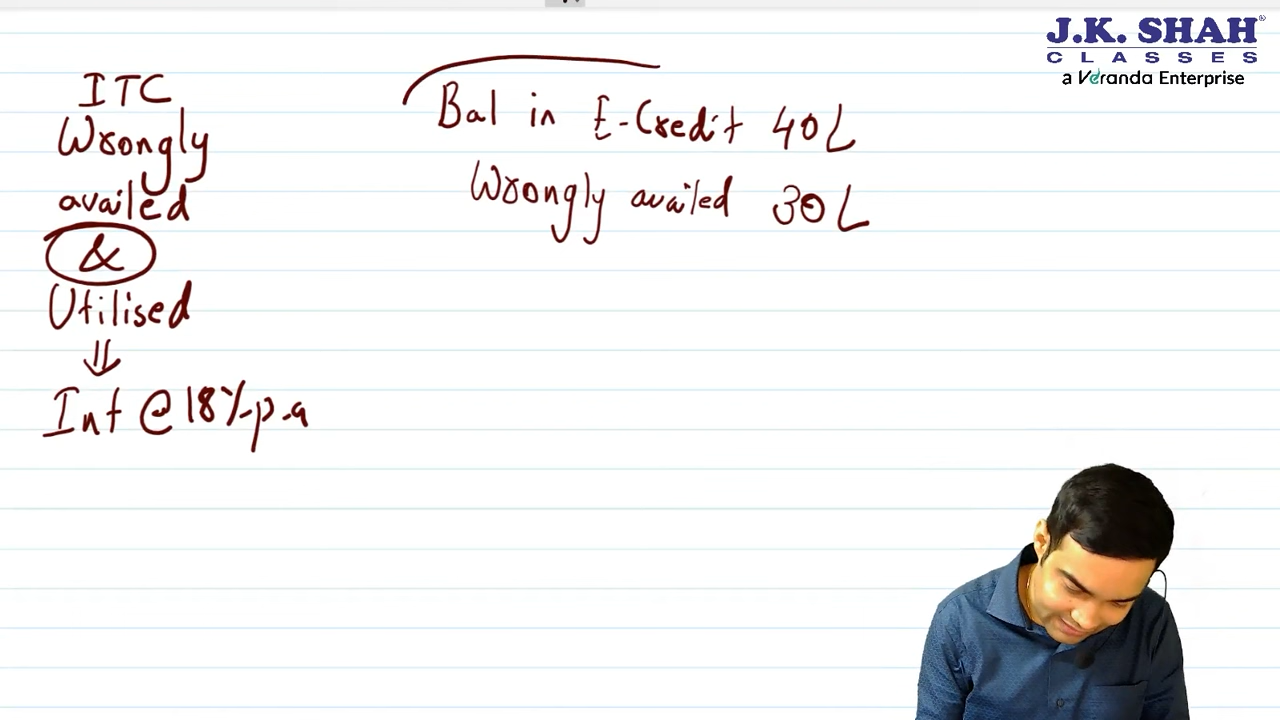 J.K. SHAH®
CLASSES
a Veranda Enterprise
ITC
Wrongly
availed
&
Utilised
⇓
Int @ 18% p.a
Bal in E-Credit 40L
Wrongly availed 30L